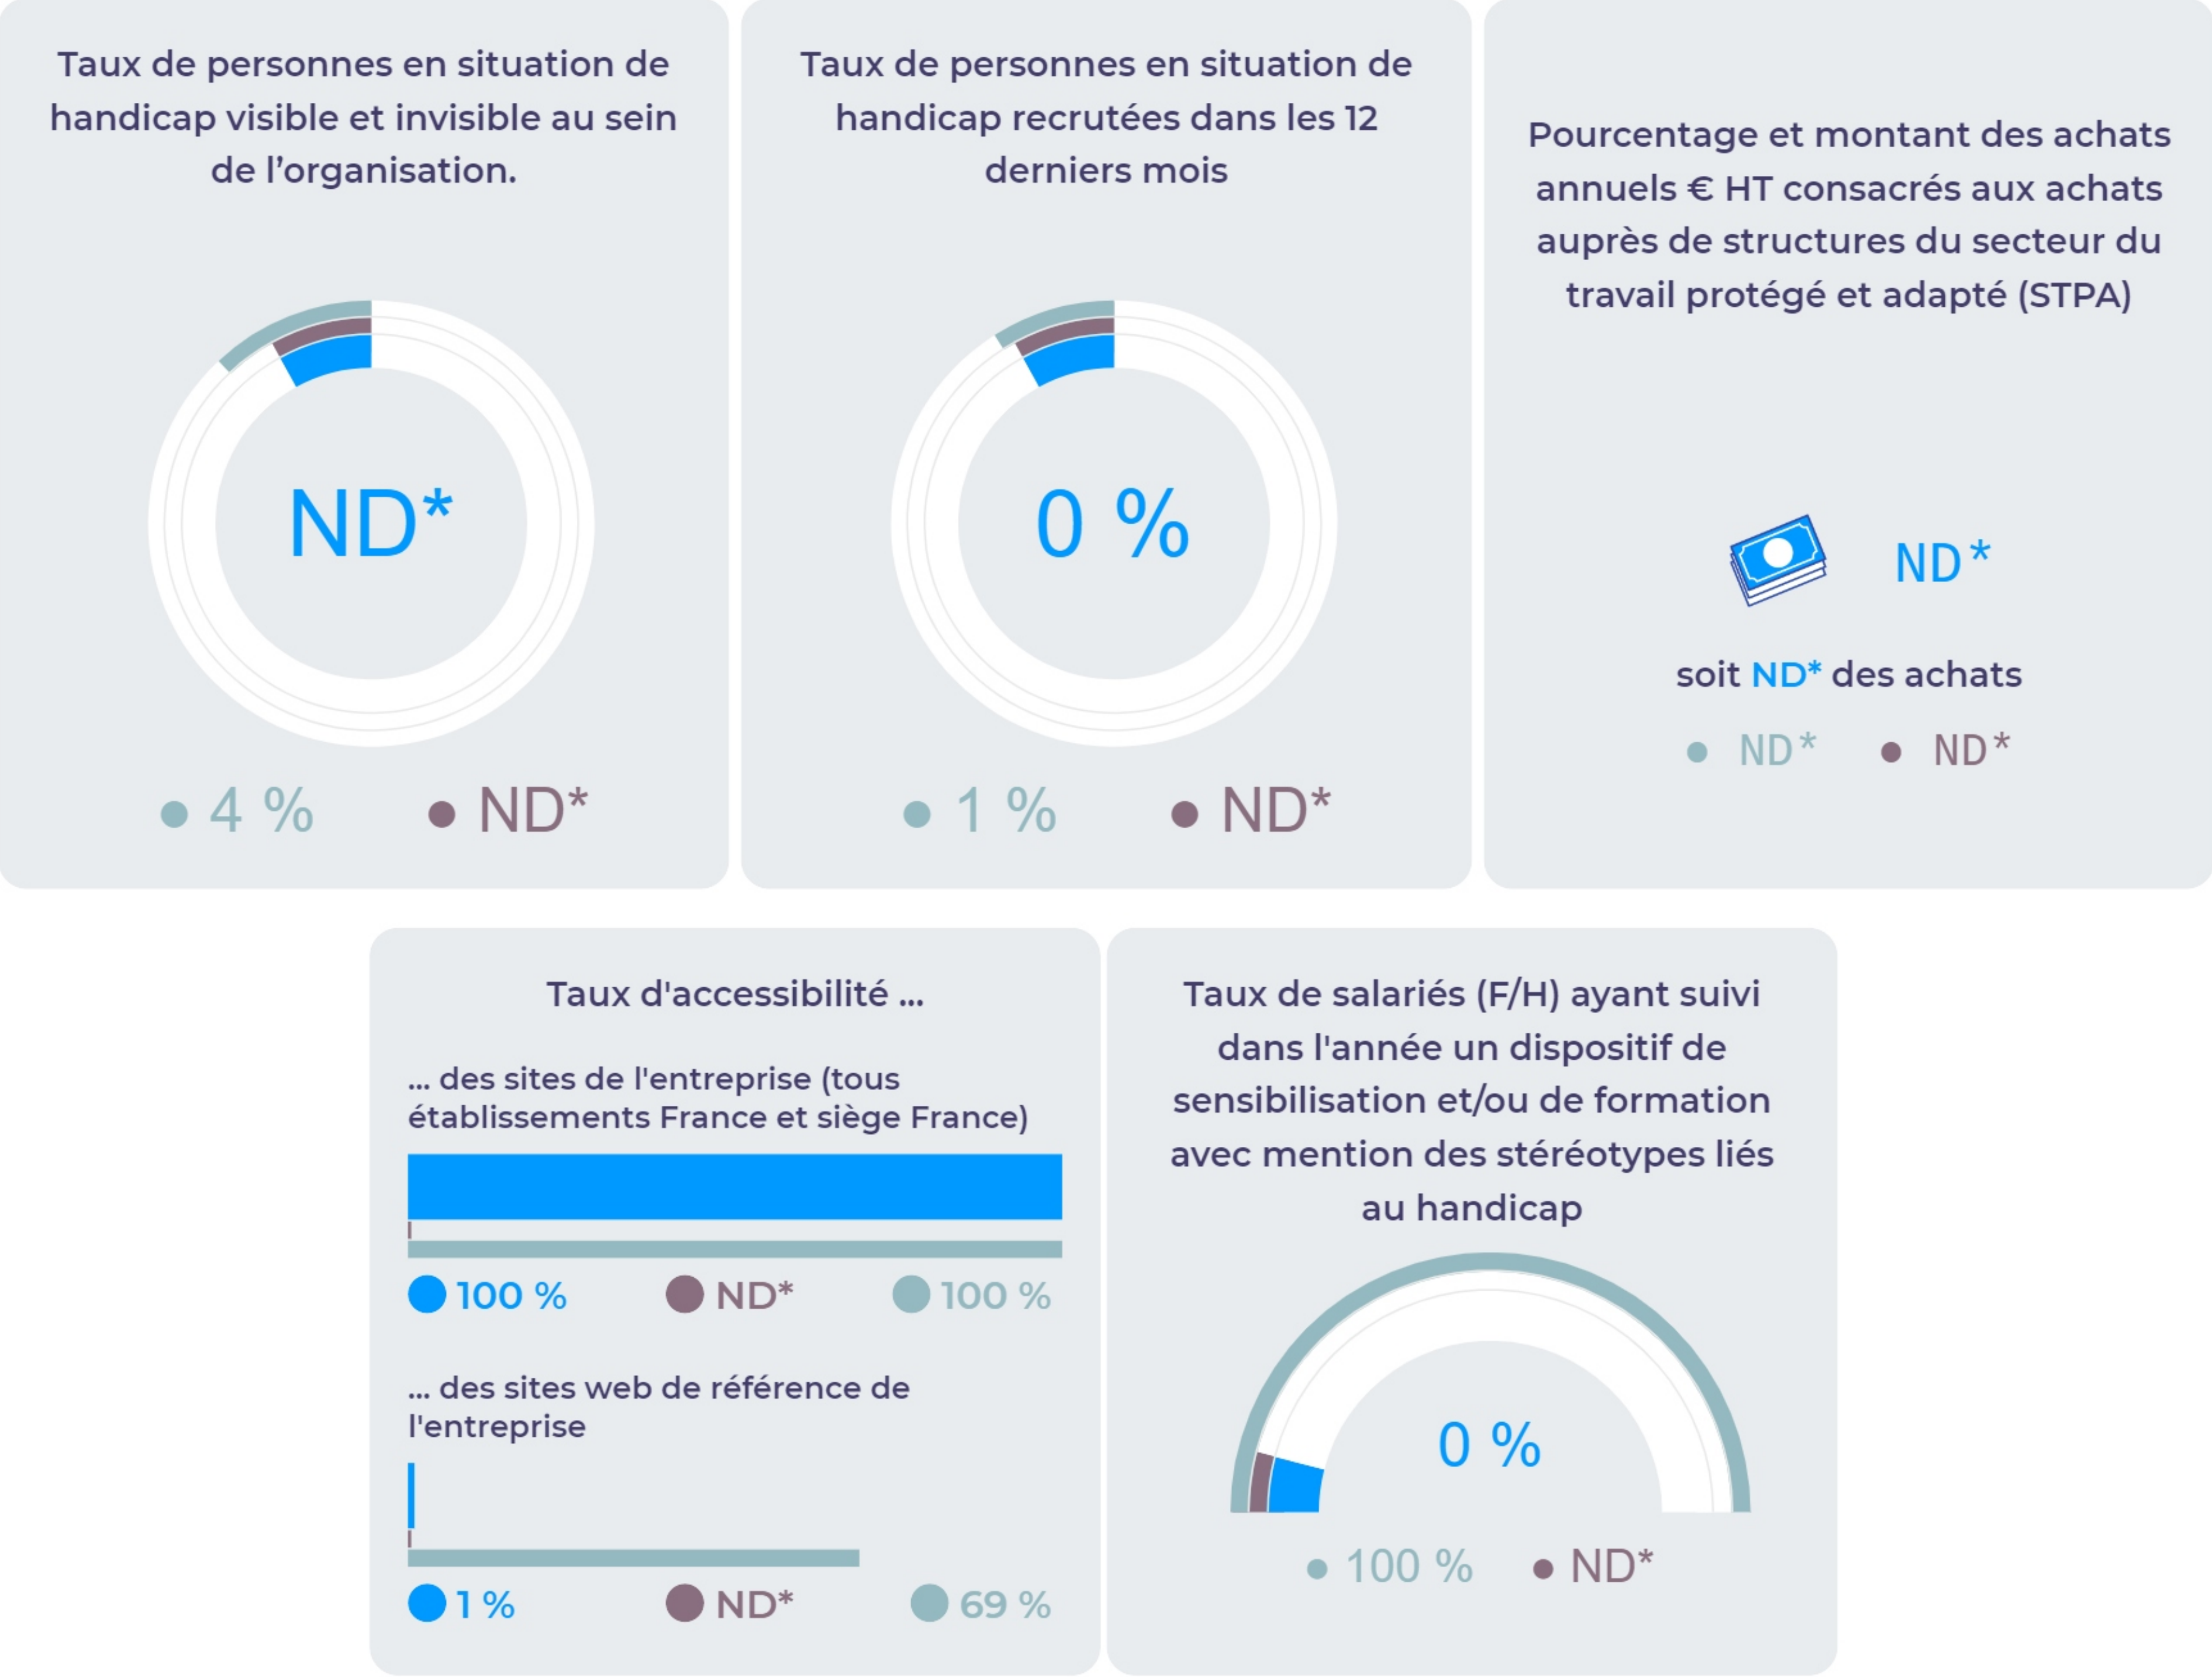 Taux de personnes en situation de
handicap visible et invisible au sein
de l’organisation.
ND*
4 %
ND*
Taux de personnes en situation de
handicap recrutées dans les 12
derniers mois
0 %
1 %
ND*
Pourcentage et montant des achats
annuels € HT consacrés aux achats
auprès de structures du secteur du
travail protégé et adapté (STPA)
ND*
soit ND* des achats
ND*
ND*
Taux d'accessibilité ...
... des sites de l'entreprise (tous
établissements France et siège France)
100 %
ND*
100 %
... des sites web de référence de
l'entreprise
1 %
ND*
69 %
Taux de salariés (F/H) ayant suivi
dans l'année un dispositif de
sensibilisation et/ou de formation
avec mention des stéréotypes liés
au handicap
0 %
100 %
ND*